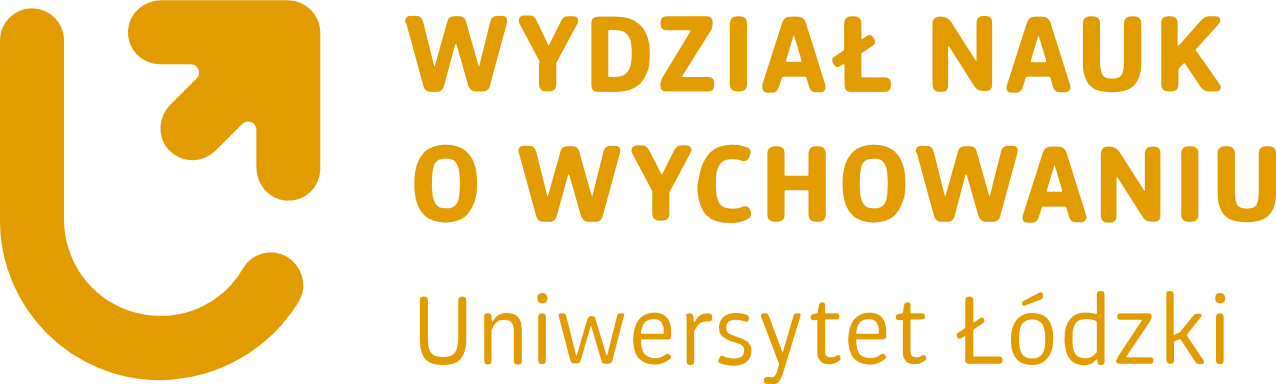 WYDZIAŁ NAUK
O WYCHOWANIU
Uniwersytet Łódzki